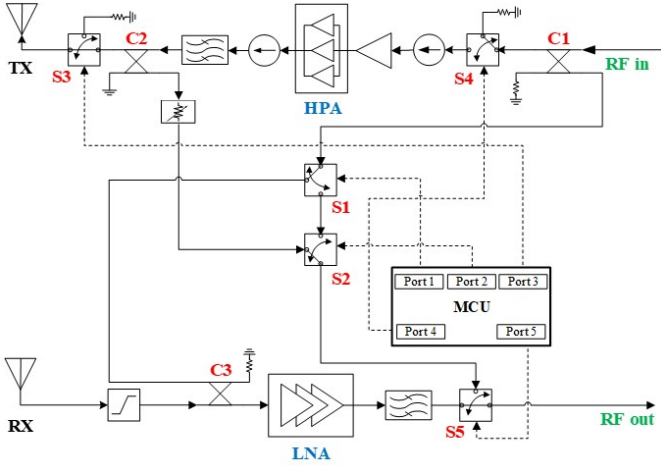 C2
C1
TX
S3
S4
RF in
HPA
S1
S2
Port 1
Port 2
Port 3
MCU
Port 4
Port 5
C3
RX
LNA
S5
RF out